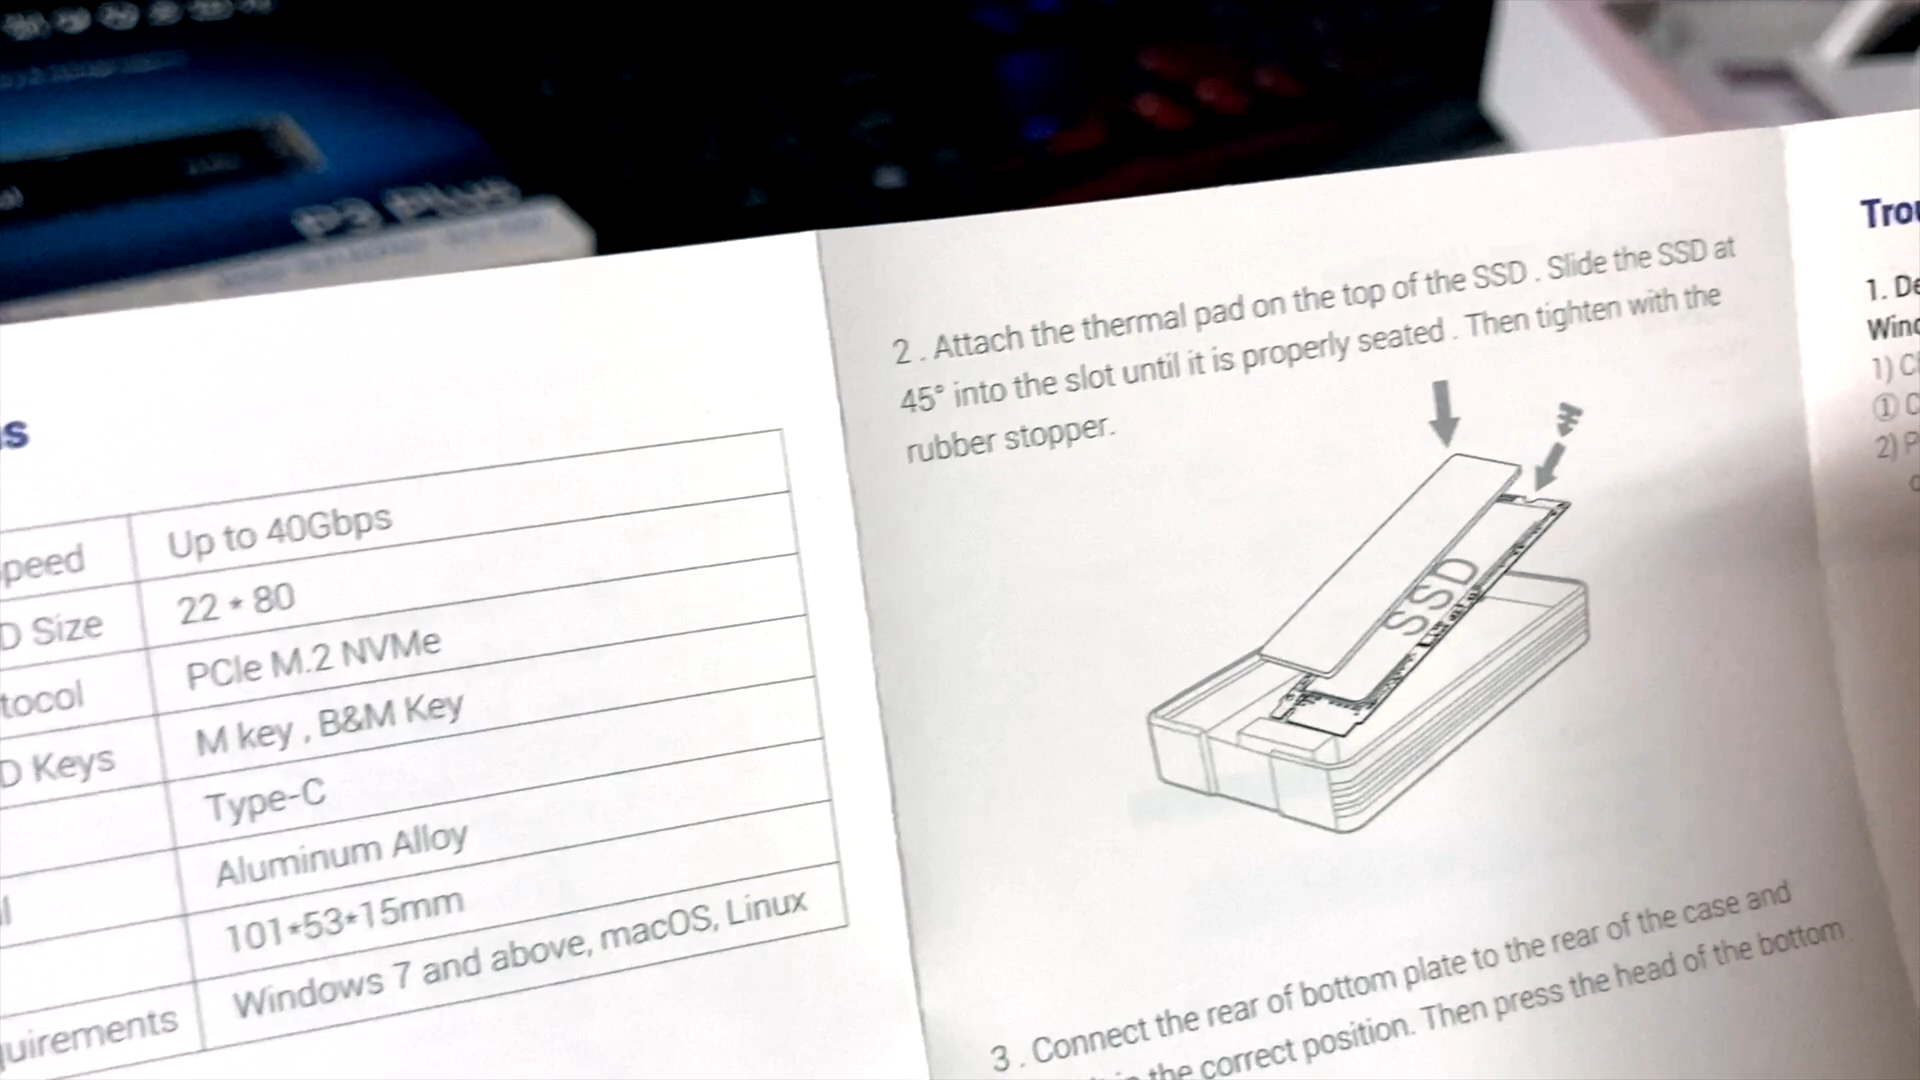 P3 Plus
s
peed
Up to 40Gbps
D Size
22 * 80
tocol
PCIe M.2 NVMe
D Keys
M key , B&M Key
Type-C
l
Aluminum Alloy
101*53*15mm
quirements
Windows 7 and above, macOS, Linux
2 . Attach the thermal pad on the top of the SSD . Slide the SSD at
45° into the slot until it is properly seated . Then tighten with the
rubber stopper.
SSD
3 . Connect the rear of bottom plate to the rear of the case and
the correct position. Then press the head of the bottom
Trou
1. De
Wind
1) Cl
① C
2) P